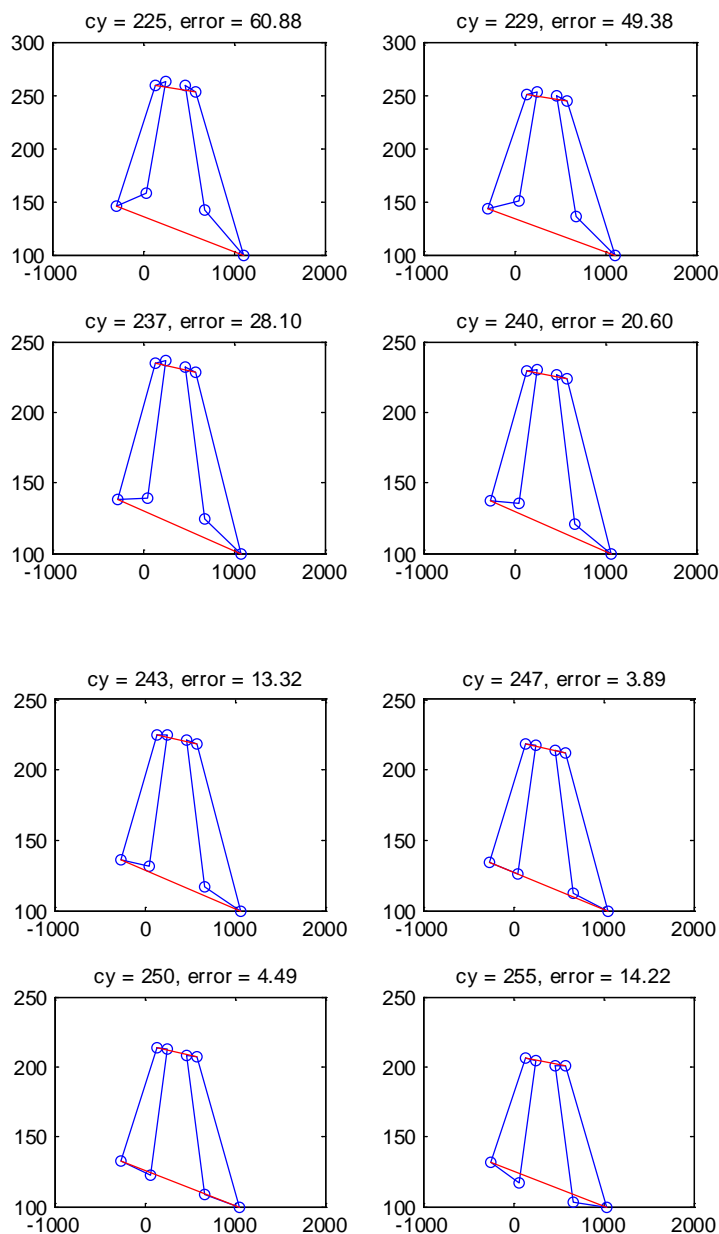 cy = 225, error = 60.88
cy = 229, error = 49.38
300
250
200
150
100
-1000 0 1000 2000
300
250
200
150
100
-1000 0 1000 2000
cy = 237, error = 28.10
cy = 240, error = 20.60
250
200
150
100
-1000 0 1000 2000
250
200
150
100
-1000 0 1000 2000
cy = 243, error = 13.32
cy = 247, error = 3.89
250
200
150
100
-1000 0 1000 2000
250
200
150
100
-1000 0 1000 2000
cy = 250, error = 4.49
cy = 255, error = 14.22
250
200
150
100
-1000 0 1000 2000
250
200
150
100
-1000 0 1000 2000